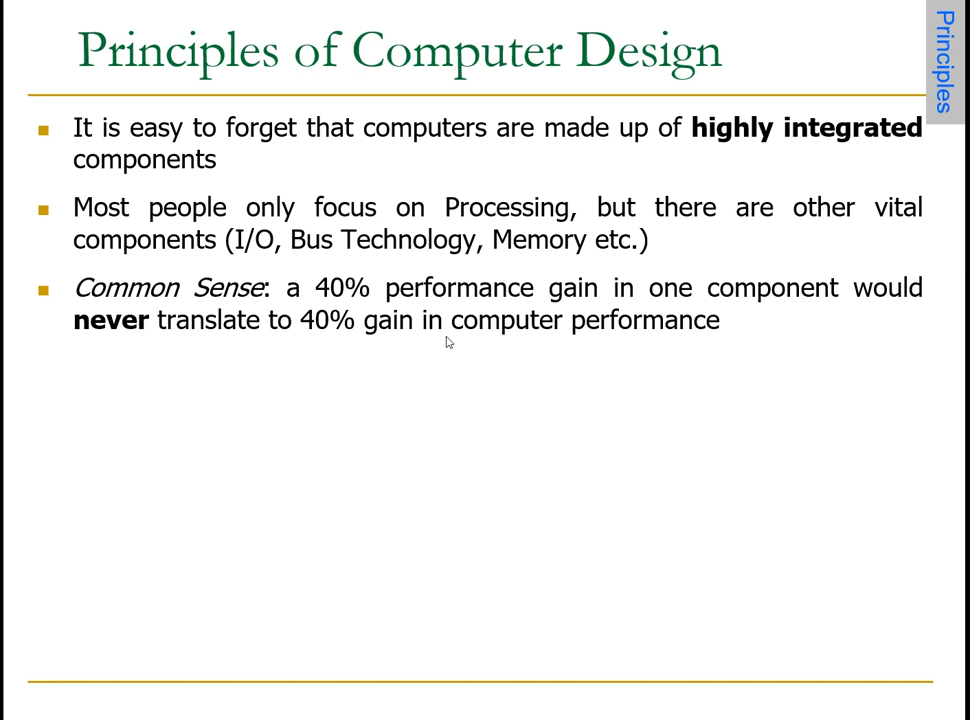 Principles of Computer Design
Principles
It is easy to forget that computers are made up of highly integrated
components
Most people only focus on Processing, but there are other vital
components (I/O, Bus Technology, Memory etc.)
Common Sense: a 40% performance gain in one component would
never translate to 40% gain in computer performance